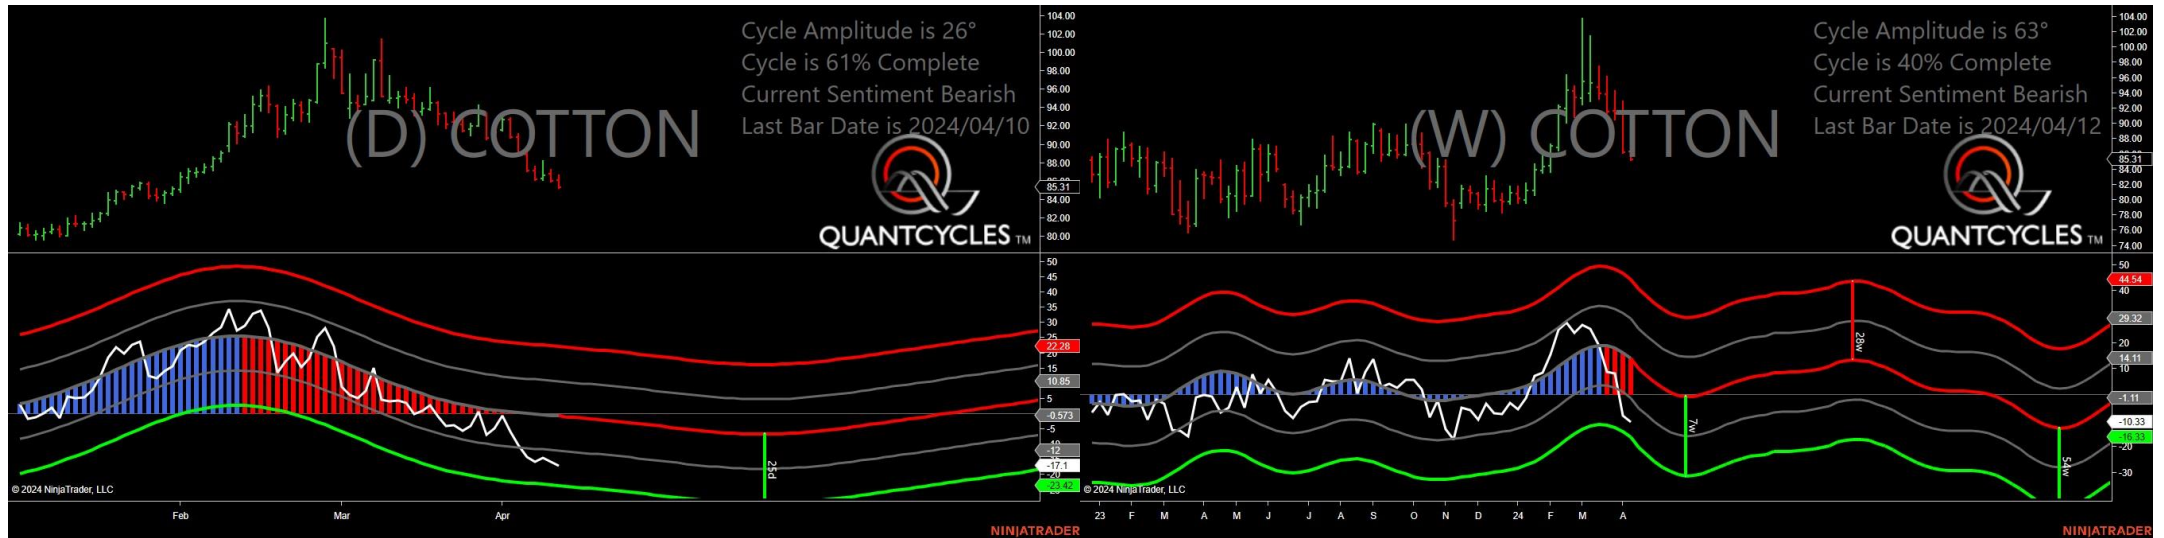 Cycle Amplitude is 26°
Cycle is 61% Complete
Current Sentiment Bearish
Last Bar Date is 2024/04/10
(D) COTTON
QUANTCYCLES TM
104.00
102.00
100.00
98.00
96.00
94.00
92.00
90.00
88.00
85.31
84.00
82.00
80.00
50
45
40
35
30
25
22.28
20
15
10.85
5
-0.573
-5
-12
-17.1
-23.42
25d
© 2024 NinjaTrader, LLC
Feb Mar Apr
NINJATRADER
Cycle Amplitude is 63°
Cycle is 40% Complete
Current Sentiment Bearish
Last Bar Date is 2024/04/12
(W) COTTON
QUANTCYCLES TM
104.00
102.00
100.00
98.00
96.00
94.00
92.00
90.00
88.00
85.31
84.00
82.00
80.00
78.00
76.00
74.00
50
44.54
40
29.32
20
14.11
10
-1.11
-10.33
-16.33
-20
-30
28w
7w
54w
© 2024 NinjaTrader, LLC
23 F M A M J J A S O N D 24 F M A
NINJATRADER